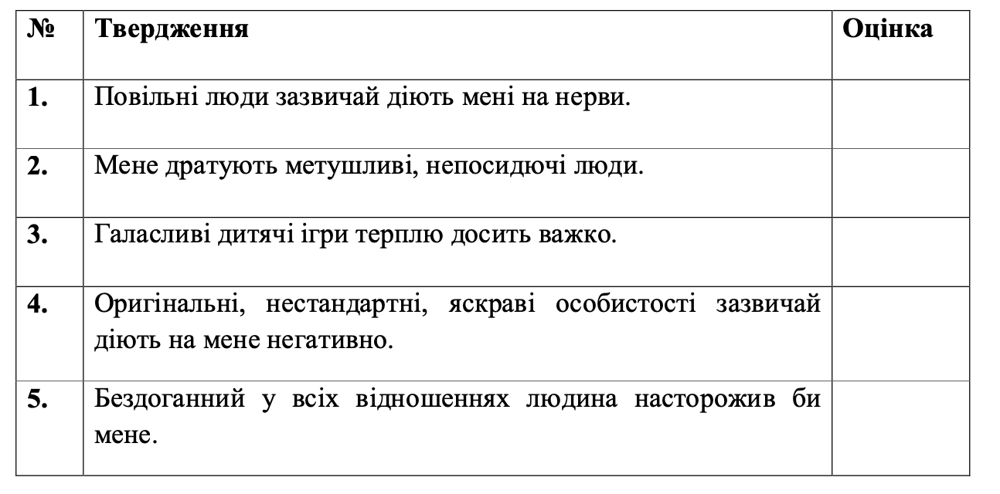 № Твердження Оцінка
1. Повільні люди зазвичай діють мені на нерви.
2. Мене дратують метушливі, непосидючі люди.
3. Галасливі дитячі ігри терплю досить важко.
4. Оригінальні, нестандартні, яскраві особистості зазвичай
діють на мене негативно.
5. Бездоганний у всіх відношеннях людина насторожив би
мене.